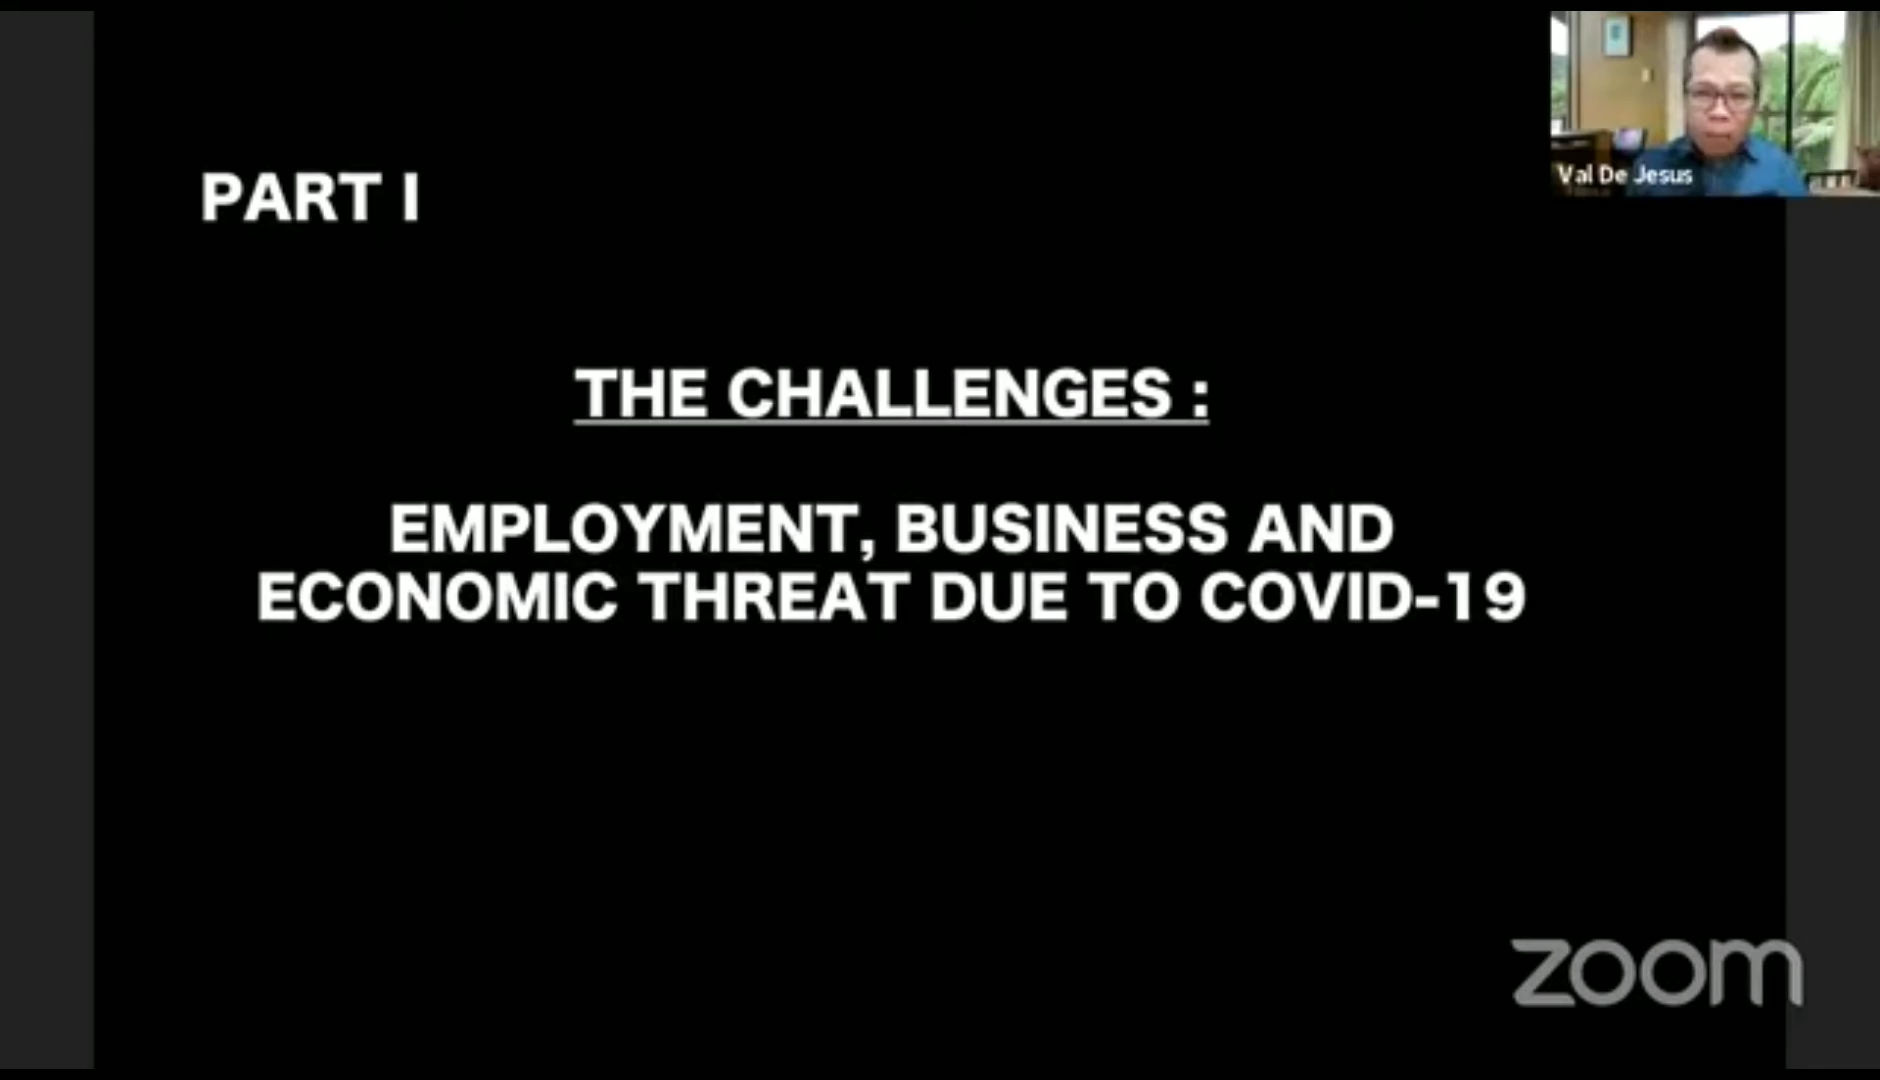 Val De Jesus
PART I
THE CHALLENGES :
EMPLOYMENT, BUSINESS AND
ECONOMIC THREAT DUE TO COVID-19
zoom